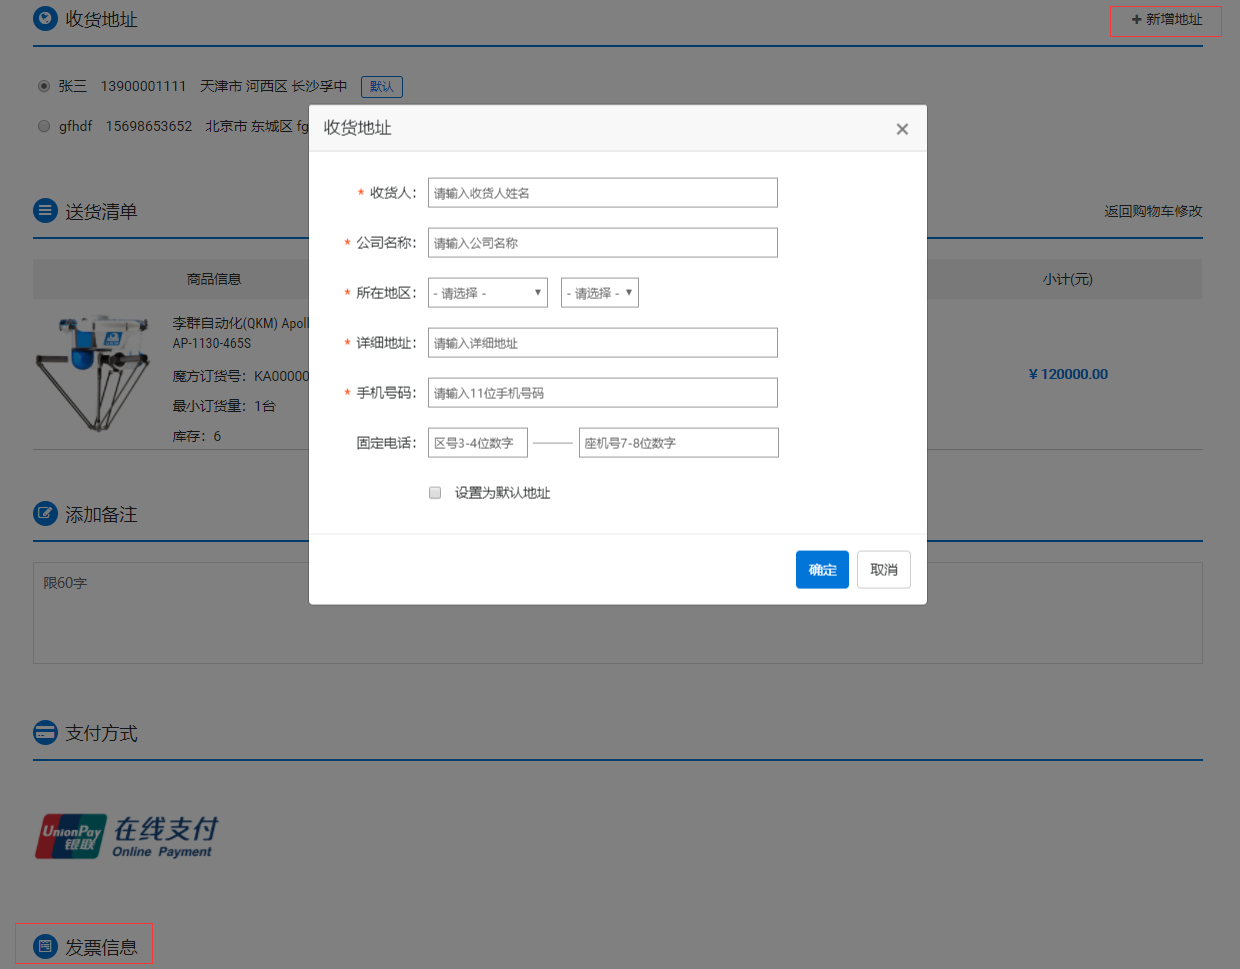 收货地址
+ 新增地址
张三 13900001111 天津市 河西区 长沙孚中 默认
gfhdf 15698653652 北京市 东城区 fg
收货地址 ×
* 收货人： 请输入收货人姓名
* 公司名称： 请输入公司名称
* 所在地区： - 请选择 - - 请选择 -
* 详细地址： 请输入详细地址
* 手机号码： 请输入11位手机号码
固定电话： 区号3-4位数字 座机号7-8位数字
设置为默认地址
确定 取消
送货清单
返回购物车修改
商品信息 小计(元)
李群自动化(QKM) Apoll
AP-1130-465S
魔方订货号：KA00000
最小订货量：1台
库存：6
¥ 120000.00
添加备注
限60字
支付方式
UnionPay
银联
在线支付
Online Payment
发票信息